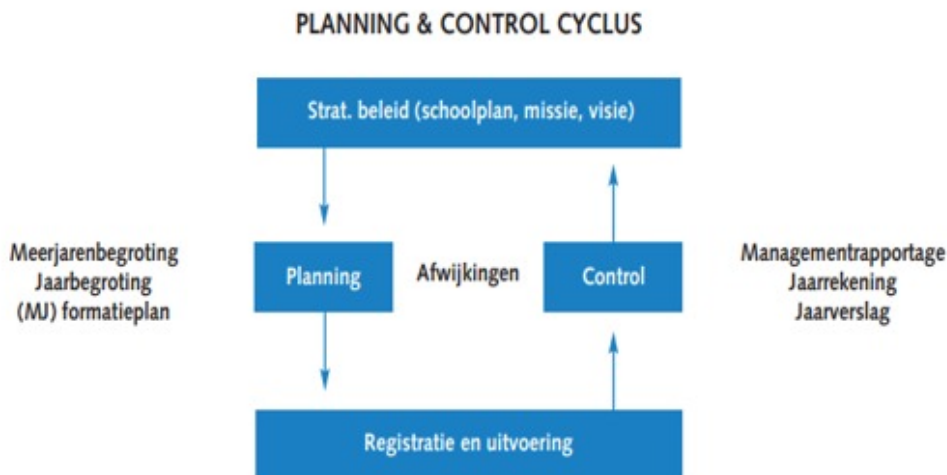 PLANNING & CONTROL CYCLUS
Strat. beleid (schoolplan, missie, visie)
Meerjarenbegroting
Jaarbegroting
(MJ) formatieplan
Planning
Afwijkingen
Control
Managementrapportage
Jaarrekening
Jaarverslag
Registratie en uitvoering